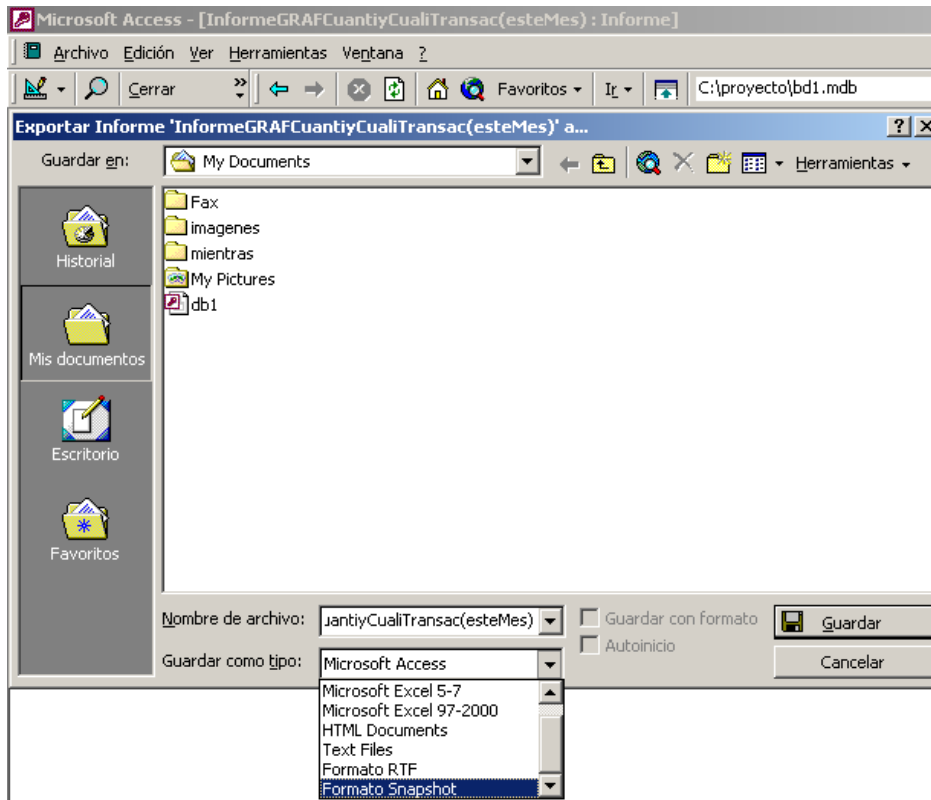 Microsoft Access - [InformeGRAFCuantiyCualiTransac(esteMes) : Informe]
Archivo Edición Ver Herramientas Ventana ?
Cerrar » Favoritos Ir C:\proyecto\bd1.mdb
Exportar Informe 'InformeGRAFCuantiyCualiTransac(esteMes)' a...
Guardar en: My Documents Herramientas
Fax
imagenes
mientras
My Pictures
db1
Historial
Mis documentos
Escritorio
Favoritos
Nombre de archivo: uantiyCualiTransac(esteMes) Guardar con formato Guardar
Autoinicio
Guardar como tipo: Microsoft Access Cancelar
Microsoft Excel 5-7
Microsoft Excel 97-2000
HTML Documents
Text Files
Formato RTF
Formato Snapshot